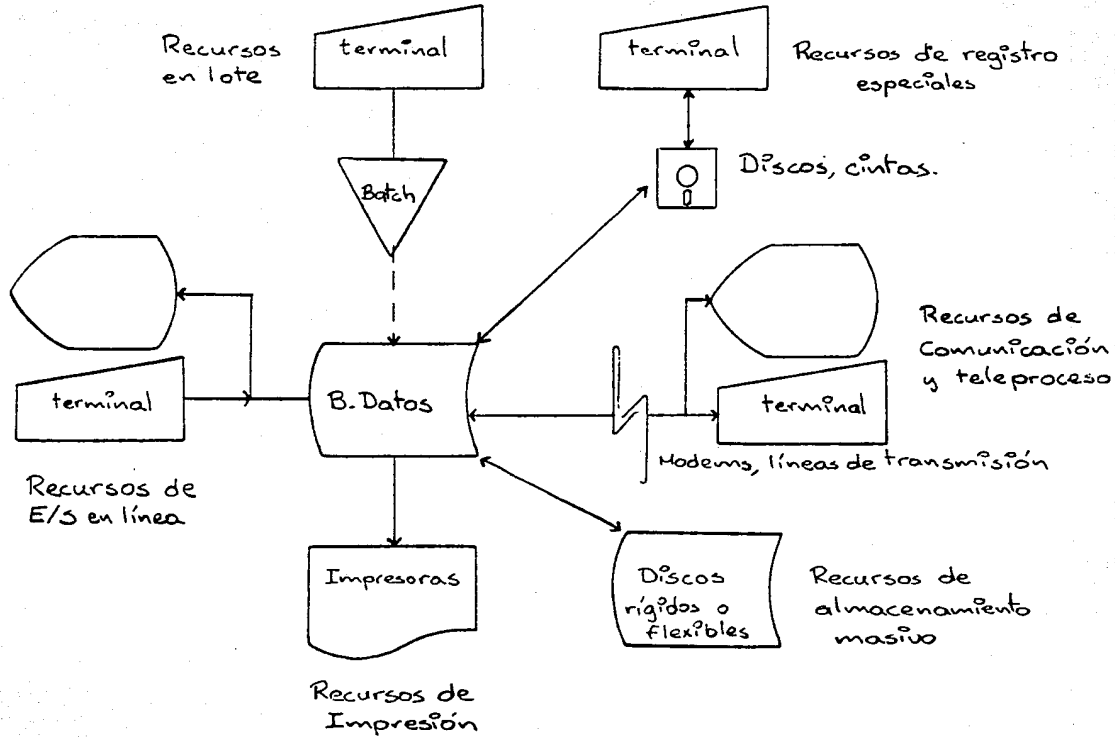 Recursos
en lote
terminal
terminal
Recursos de registro
especiales
Batch
Discos, cintas.
terminal
B. Datos
Recursos de
Comunicación
y teleproceso
terminal
Modems, líneas de transmisión
Recursos de
E/S en línea
Impresoras
Discos
rígidos o
flexibles
Recursos de
almacenamiento
masivo
Recursos de
Impresión